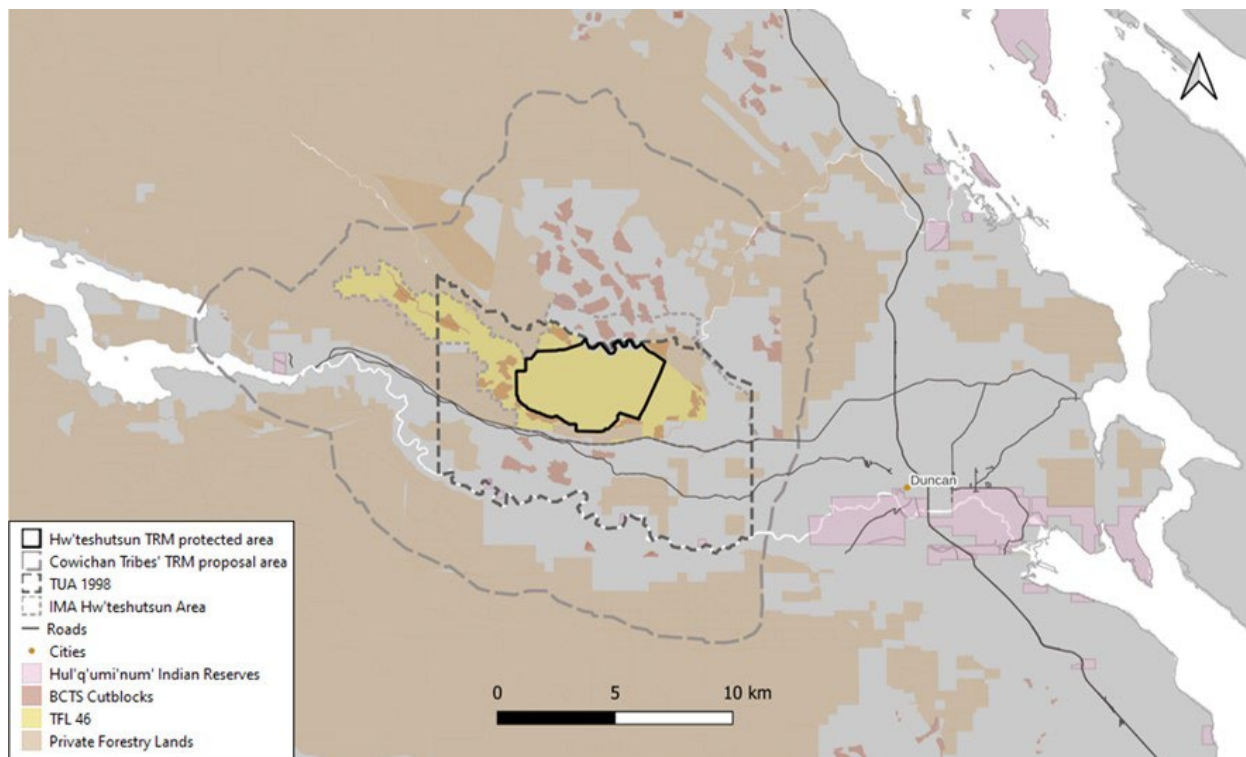 Duncan
Hw'teshutsun TRM protected area
Cowichan Tribes' TRM proposal area
TUA 1998
IMA Hw'teshutsun Area
Roads
Cities
Hul'q'umi'num' Indian Reserves
BCTS Cutblocks
TFL 46
Private Forestry Lands
0 5 10 km